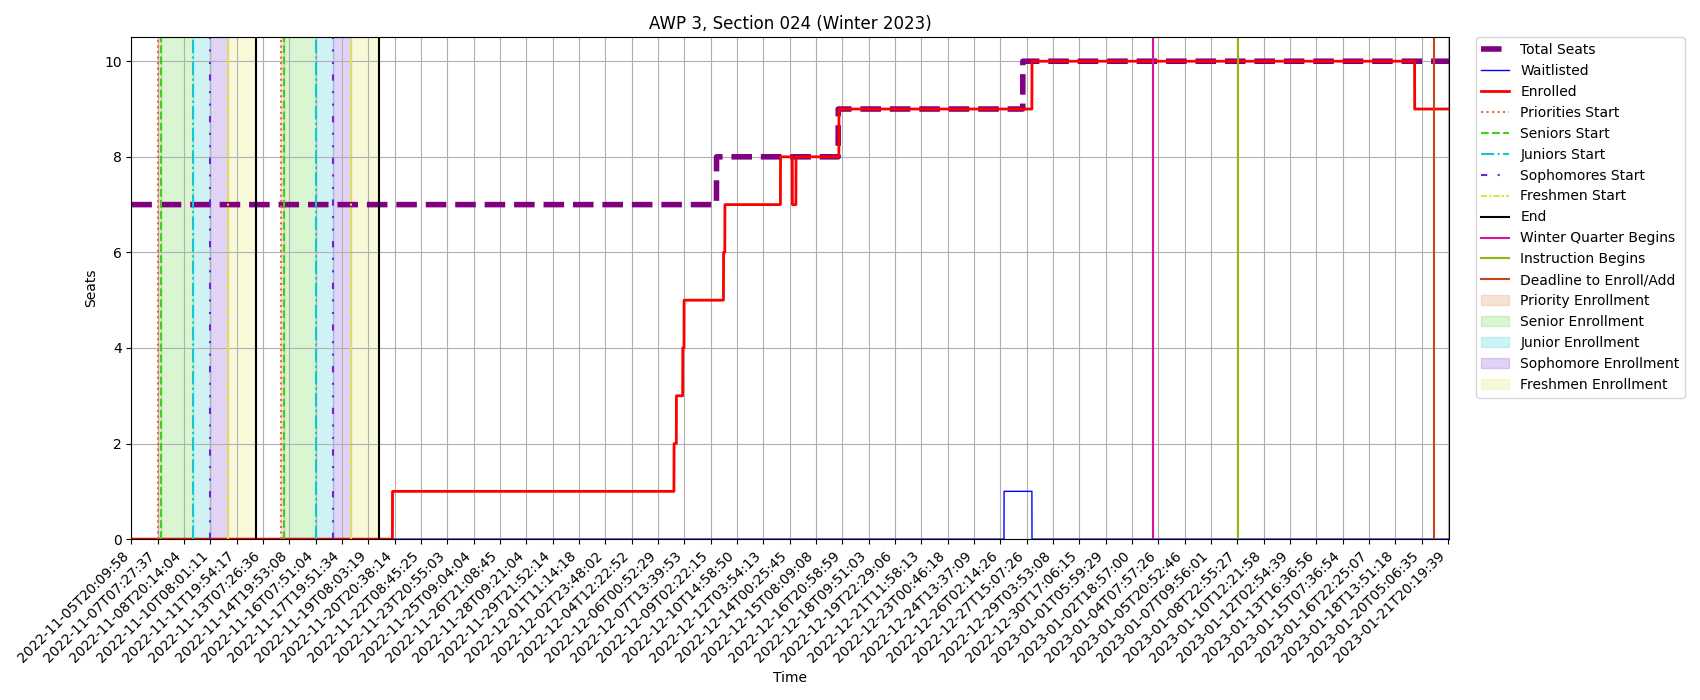 AWP 3, Section 024 (Winter 2023)
Seats
10
8
6
4
2
0
2022-11-05T20:09:58
2022-11-07T07:27:37
2022-11-08T20:14:04
2022-11-10T08:01:11
2022-11-11T19:54:17
2022-11-13T07:26:36
2022-11-14T19:53:08
2022-11-16T07:51:04
2022-11-17T19:51:34
2022-11-19T08:03:19
2022-11-20T20:38:14
2022-11-22T08:45:25
2022-11-23T20:55:03
2022-11-25T09:04:04
2022-11-26T21:08:45
2022-11-28T09:21:04
2022-11-29T21:52:14
2022-12-01T11:14:18
2022-12-02T23:48:02
2022-12-04T12:22:52
2022-12-06T00:52:29
2022-12-07T13:39:53
2022-12-09T02:22:15
2022-12-10T14:58:50
2022-12-12T03:54:13
2022-12-14T00:25:45
2022-12-15T08:09:08
2022-12-16T20:58:59
2022-12-18T09:51:03
2022-12-19T22:29:06
2022-12-21T11:58:13
2022-12-23T00:46:18
2022-12-24T13:37:09
2022-12-26T02:14:26
2022-12-27T15:07:26
2022-12-29T03:53:08
2022-12-30T17:06:15
2023-01-01T05:59:29
2023-01-02T18:57:00
2023-01-04T07:57:26
2023-01-05T20:52:46
2023-01-07T09:56:01
2023-01-08T22:55:27
2023-01-10T12:21:58
2023-01-12T02:54:39
2023-01-13T16:36:56
2023-01-15T07:36:54
2023-01-16T22:25:07
2023-01-18T13:51:18
2023-01-20T05:06:35
2023-01-21T20:19:39
Time
Total Seats
Waitlisted
Enrolled
Priorities Start
Seniors Start
Juniors Start
Sophomores Start
Freshmen Start
End
Winter Quarter Begins
Instruction Begins
Deadline to Enroll/Add
Priority Enrollment
Senior Enrollment
Junior Enrollment
Sophomore Enrollment
Freshmen Enrollment